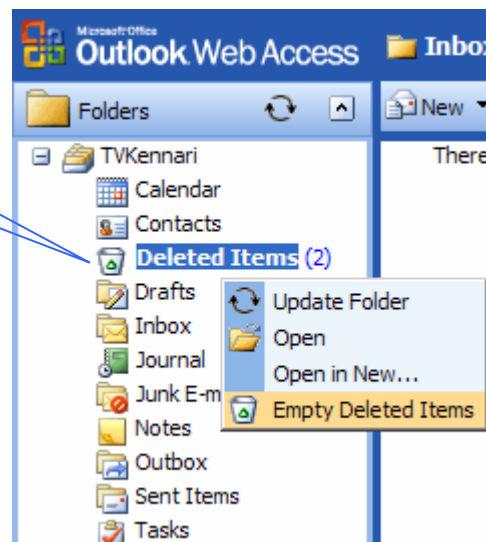 Microsoft Office
Outlook Web Access
Inbo
Folders
New
There
TVKennari
Calendar
Contacts
Deleted Items (2)
Drafts
Update Folder
Inbox
Open
Journal
Open in New...
Junk E-m
Empty Deleted Items
Notes
Outbox
Sent Items
Tasks